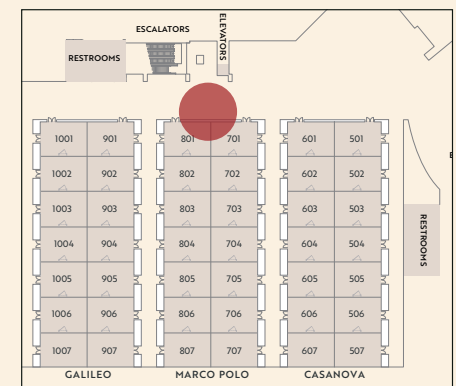 ESCALATORS
ELEVATORS
RESTROOMS
1001 901 801 701 601 501
1002 902 802 702 602 502
1003 903 803 703 603 503
1004 904 804 704 604 504
RESTROOMS
1005 905 805 705 605 505
1006 906 806 706 606 506
1007 907 807 707 607 507
GALILEO MARCO POLO CASANOVA